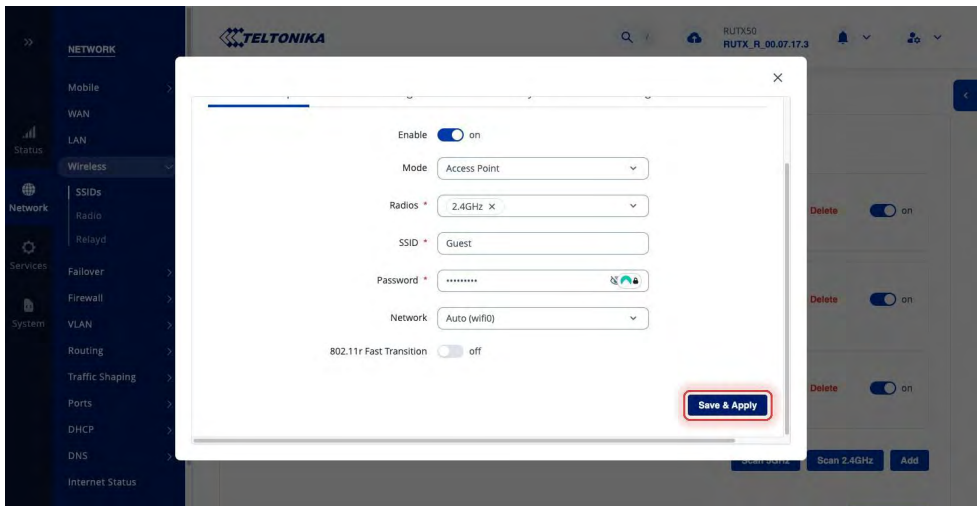 TELTONIKA
RUTX50
RUTX_R_00.07.17.3
NETWORK
Mobile
WAN
LAN
Wireless
SSIDs
Radio
Relayd
Failover
Firewall
VLAN
Routing
Traffic Shaping
Ports
DHCP
DNS
Internet Status
Status
Network
Services
System
Enable on
Mode Access Point
Radios * 2.4GHz ×
SSID * Guest
Password * •••••••••
Network Auto (wifi0)
802.11r Fast Transition off
Save & Apply
Delete on
Delete on
Delete on
Scan 5GHz Scan 2.4GHz Add